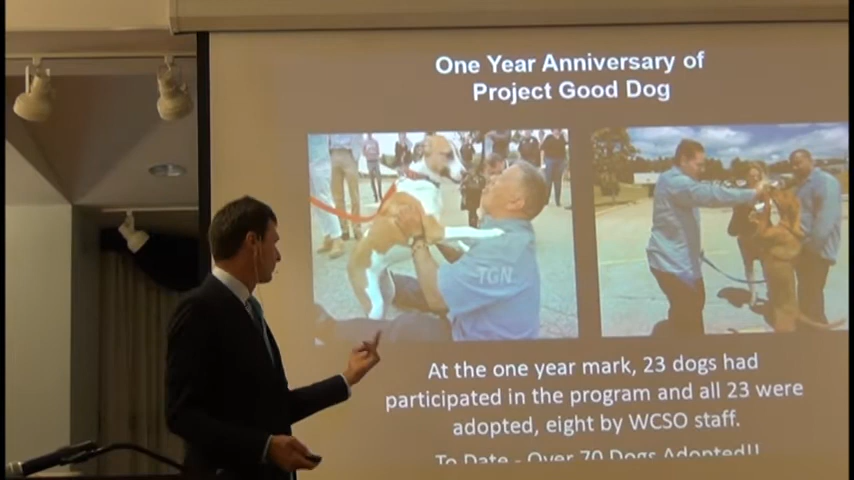 One Year Anniversary of
Project Good Dog
TGN
At the one year mark, 23 dogs had
participated in the program and all 23 were
adopted, eight by WCSO staff.
To Date - Over 70 Dogs Adopted!!